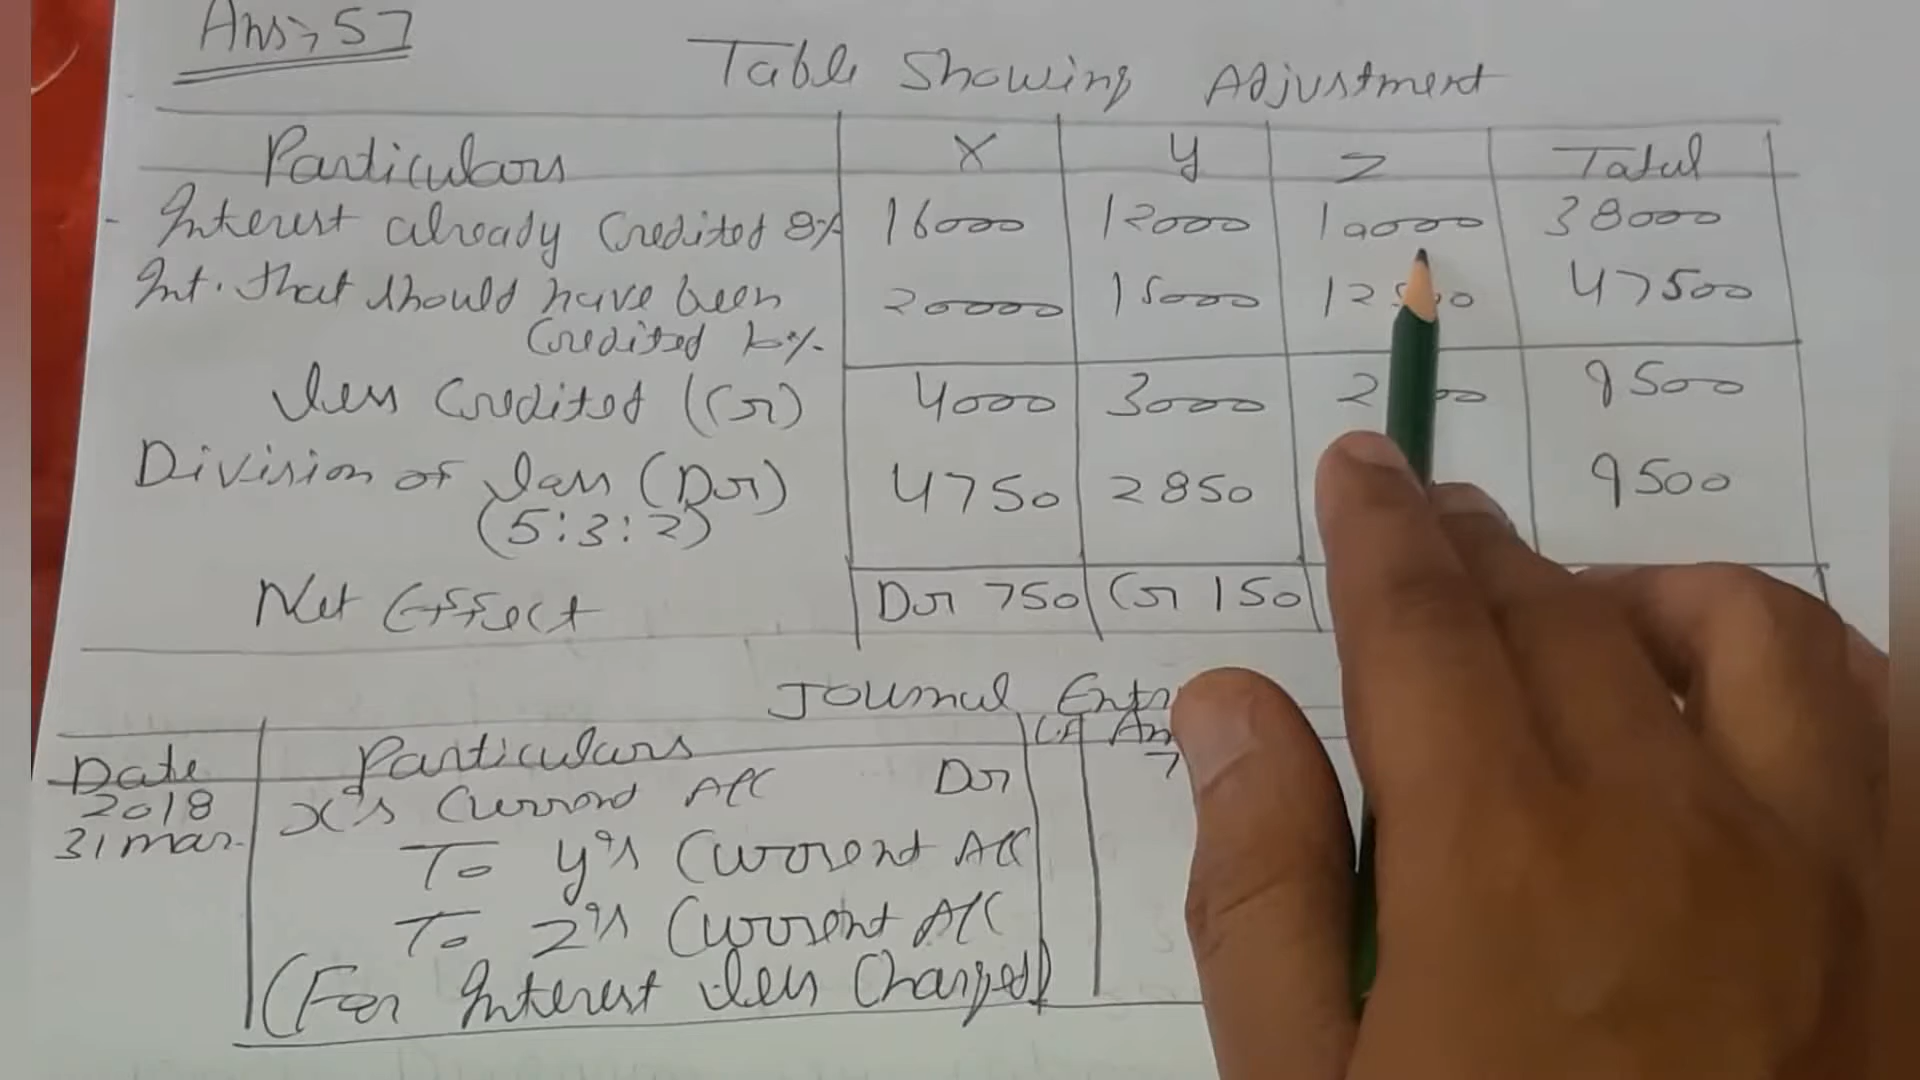 Ans→57
Table Showing Adjustment
Particulars X Y Z Total
- Interest already Credited 8% 16000 12000 10000 38000
Int. that should have been 20000 15000 47500
Credited 10%
less Credited (Cr) 4000 3000 9500
Division of loss (Dr) 4750 2850 9500
(5:3:2)
Net Effect Dr 750 Cr 150
Journal
Date Particulars L.F
2018 X's Current A/C Dr 7
31 mar.
To Y's Current A/C
To Z's Current A/C
(For Interest less Charged)